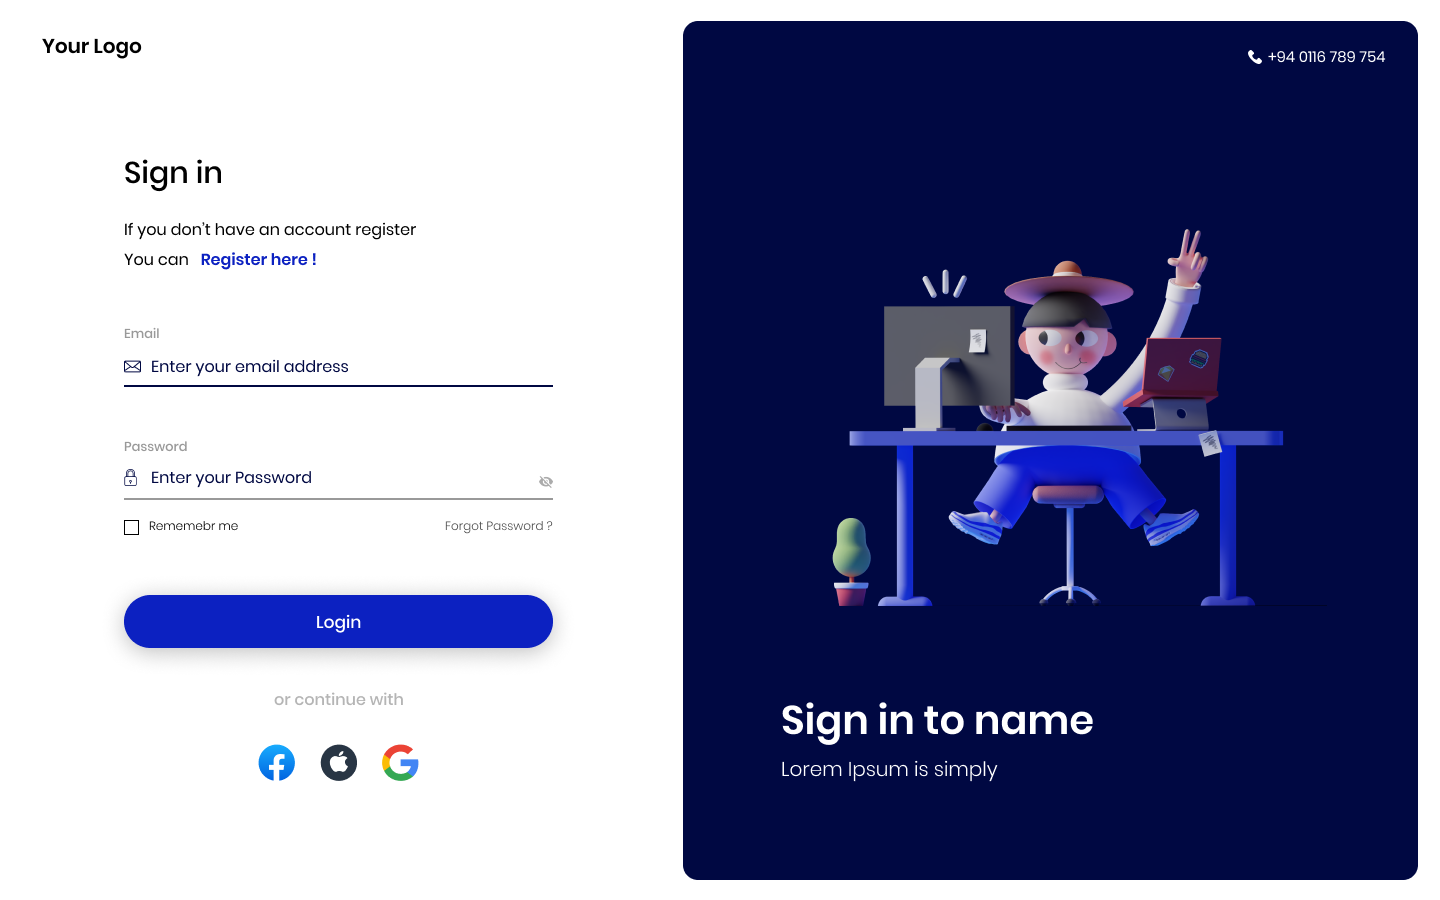 Your Logo
+94 0116 789 754
Sign in
If you don't have an account register
You can Register here !
Email
Enter your email address
Password
Enter your Password
Rememebr me
Forgot Password ?
Login
or continue with
Sign in to name
Lorem Ipsum is simply